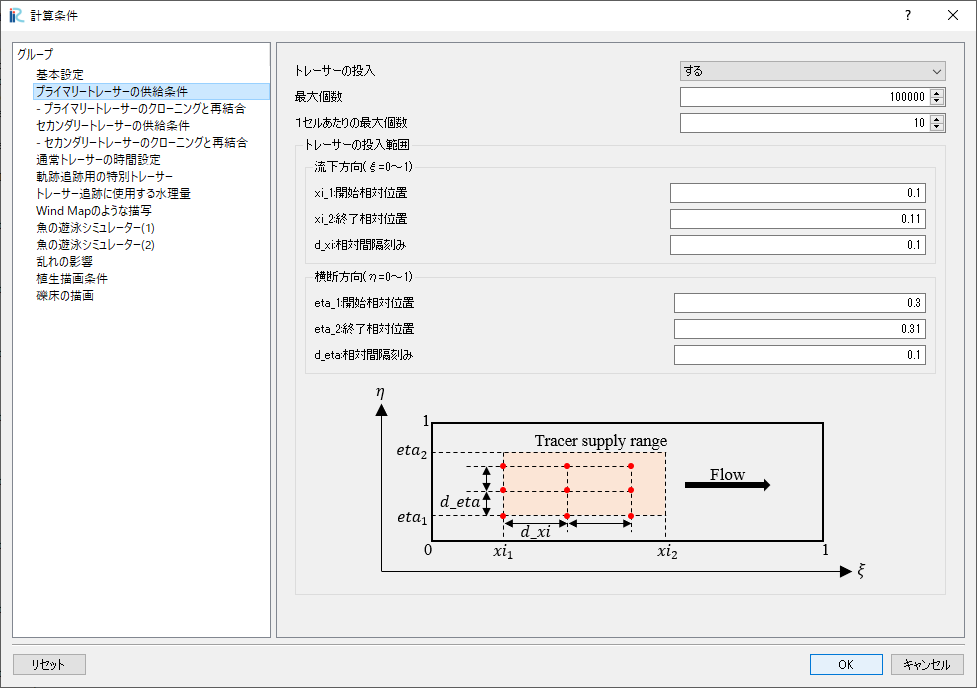 計算条件
?
グループ
基本設定
プライマリートレーサーの供給条件
- プライマリートレーサーのクローニングと再結合
セカンダリートレーサーの供給条件
- セカンダリートレーサーのクローニングと再結合
通常トレーサーの時間設定
軌跡追跡用の特別トレーサー
トレーサー追跡に使用する水理量
Wind Mapのような描写
魚の遊泳シミュレーター(1)
魚の遊泳シミュレーター(2)
乱れの影響
植生描画条件
礫床の描画
トレーサーの投入
する
最大個数
100000
1セルあたりの最大個数
10
トレーサーの投入範囲
流下方向(ξ=0〜1)
xi_1:開始相対位置
0.1
xi_2:終了相対位置
0.11
d_xi:相対間隔刻み
0.1
横断方向(η=0〜1)
eta_1:開始相対位置
0.3
eta_2:終了相対位置
0.31
d_eta:相対間隔刻み
0.1
η
1
Tracer supply range
eta₂
Flow
d_eta
eta₁
d_xi
0
xi₁
xi₂
1
ξ
リセット
OK
キャンセル